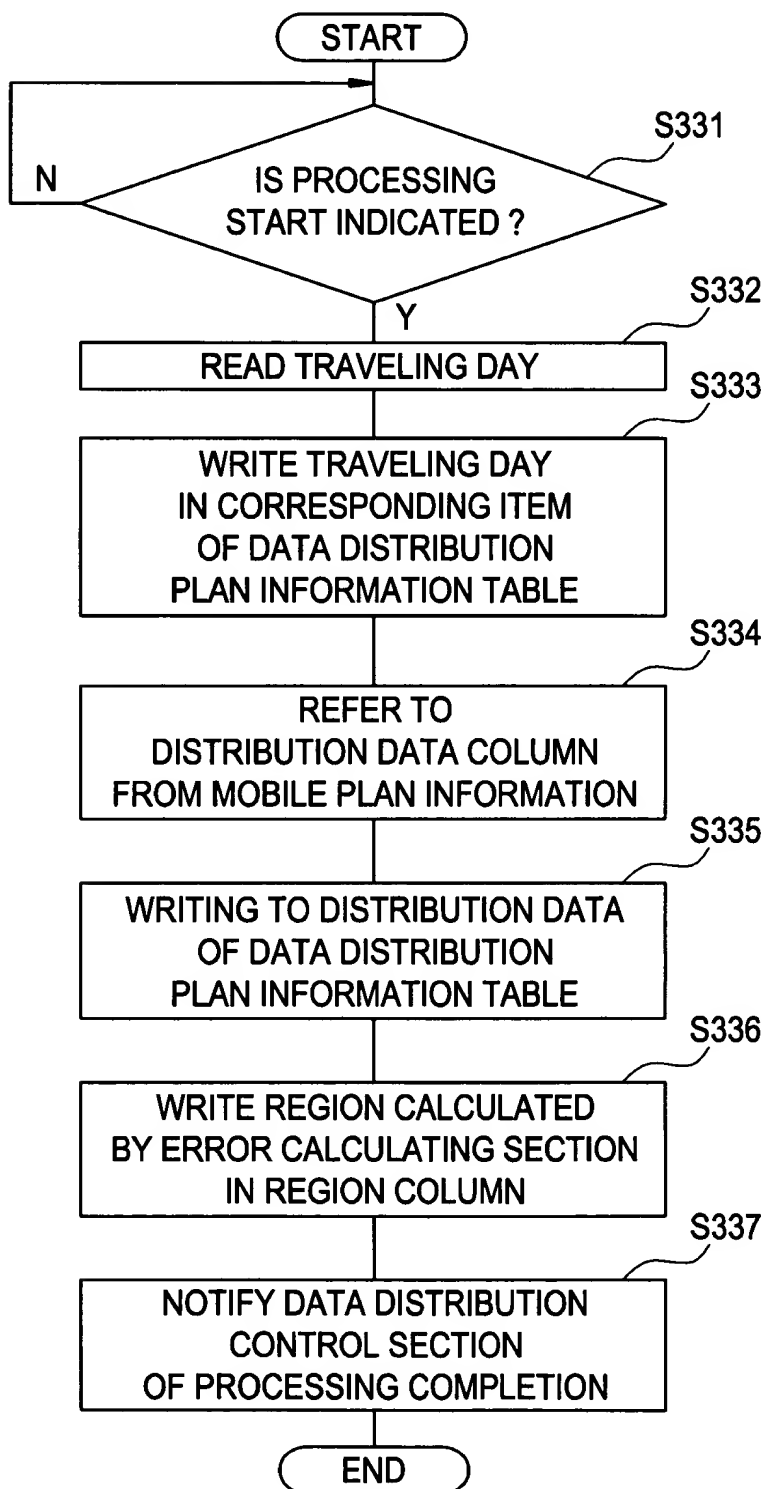 START
S331
IS PROCESSING
START INDICATED ?
N
Y
S332
READ TRAVELING DAY
S333
WRITE TRAVELING DAY
IN CORRESPONDING ITEM
OF DATA DISTRIBUTION
PLAN INFORMATION TABLE
S334
REFER TO
DISTRIBUTION DATA COLUMN
FROM MOBILE PLAN INFORMATION
S335
WRITING TO DISTRIBUTION DATA
OF DATA DISTRIBUTION
PLAN INFORMATION TABLE
S336
WRITE REGION CALCULATED
BY ERROR CALCULATING SECTION
IN REGION COLUMN
S337
NOTIFY DATA DISTRIBUTION
CONTROL SECTION
OF PROCESSING COMPLETION
END